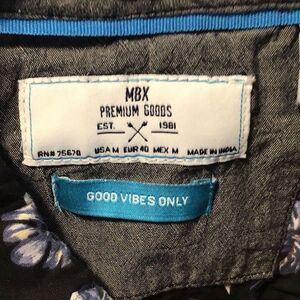 MBX
PREMIUM GOODS
EST. 1981
RN# 75670 USA M EUR 40 MEX M MADE IN INDIA
GOOD VIBES ONLY